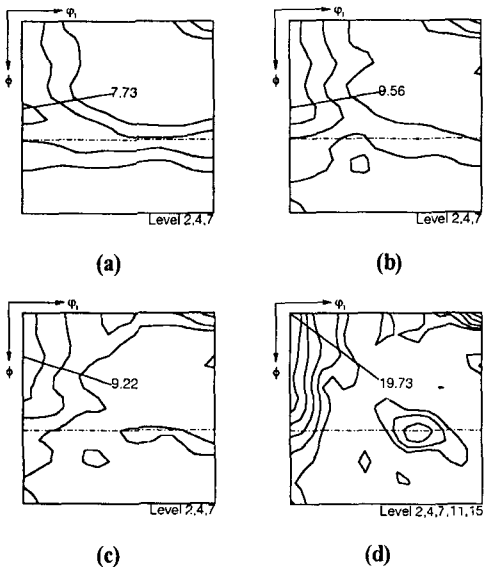 φ₁
ϕ
7.73
Level 2,4,7
(a)
φ₁
ϕ
9.56
Level 2,4,7
(b)
φ₁
ϕ
9.22
Level 2,4,7
(c)
φ₁
ϕ
19.73
Level 2,4,7,11,15
(d)